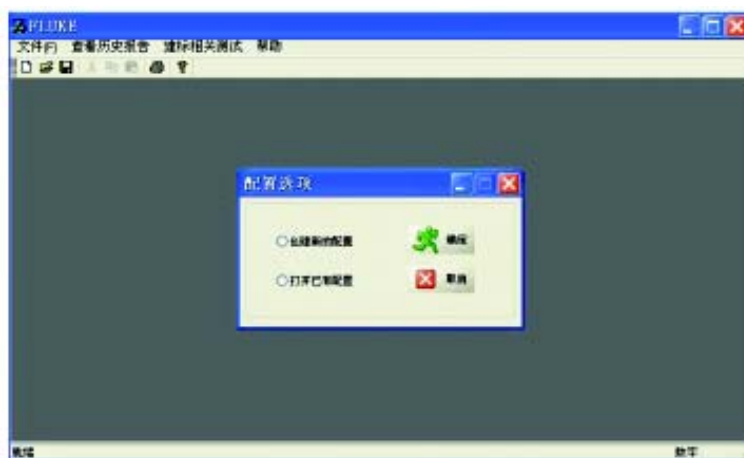 FLUKE
文件(F) 查看历史报告 建标相关测试 帮助
配置选项
创建新的配置 确定
打开已有配置 取消
就绪 数字